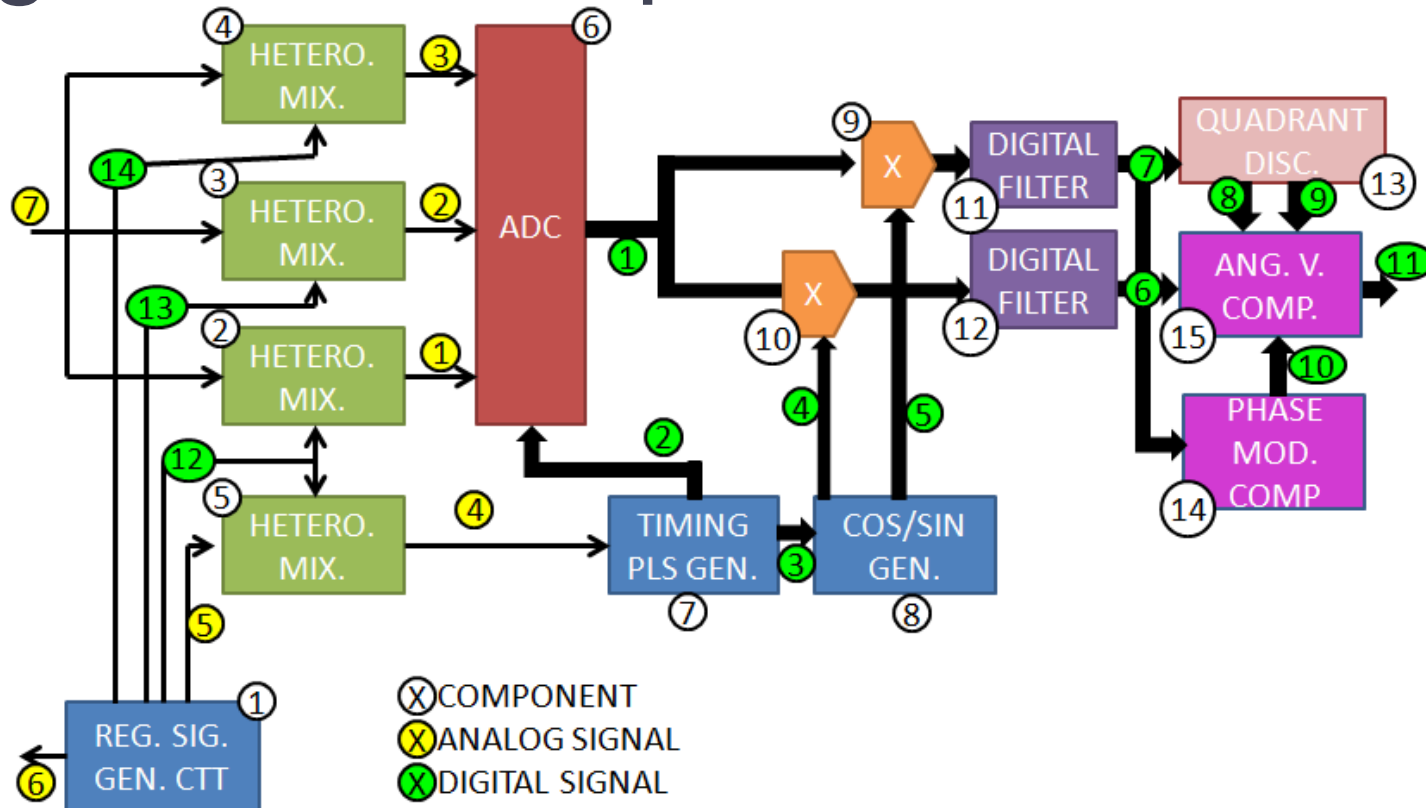 4
HETERO.
MIX.
3
6
ADC
14
3
HETERO.
MIX.
2
7
13
2
HETERO.
MIX.
1
12
5
HETERO.
MIX.
4
5
1
REG. SIG.
GEN. CTT
6
1
2
TIMING
PLS GEN.
7
3
COS/SIN
GEN.
8
4
5
9
X
10
X
DIGITAL
FILTER
11
DIGITAL
FILTER
12
7
6
QUADRANT
DISC.
13
8
9
ANG. V.
COMP.
15
11
10
PHASE
MOD.
COMP
14
X COMPONENT
X ANALOG SIGNAL
X DIGITAL SIGNAL